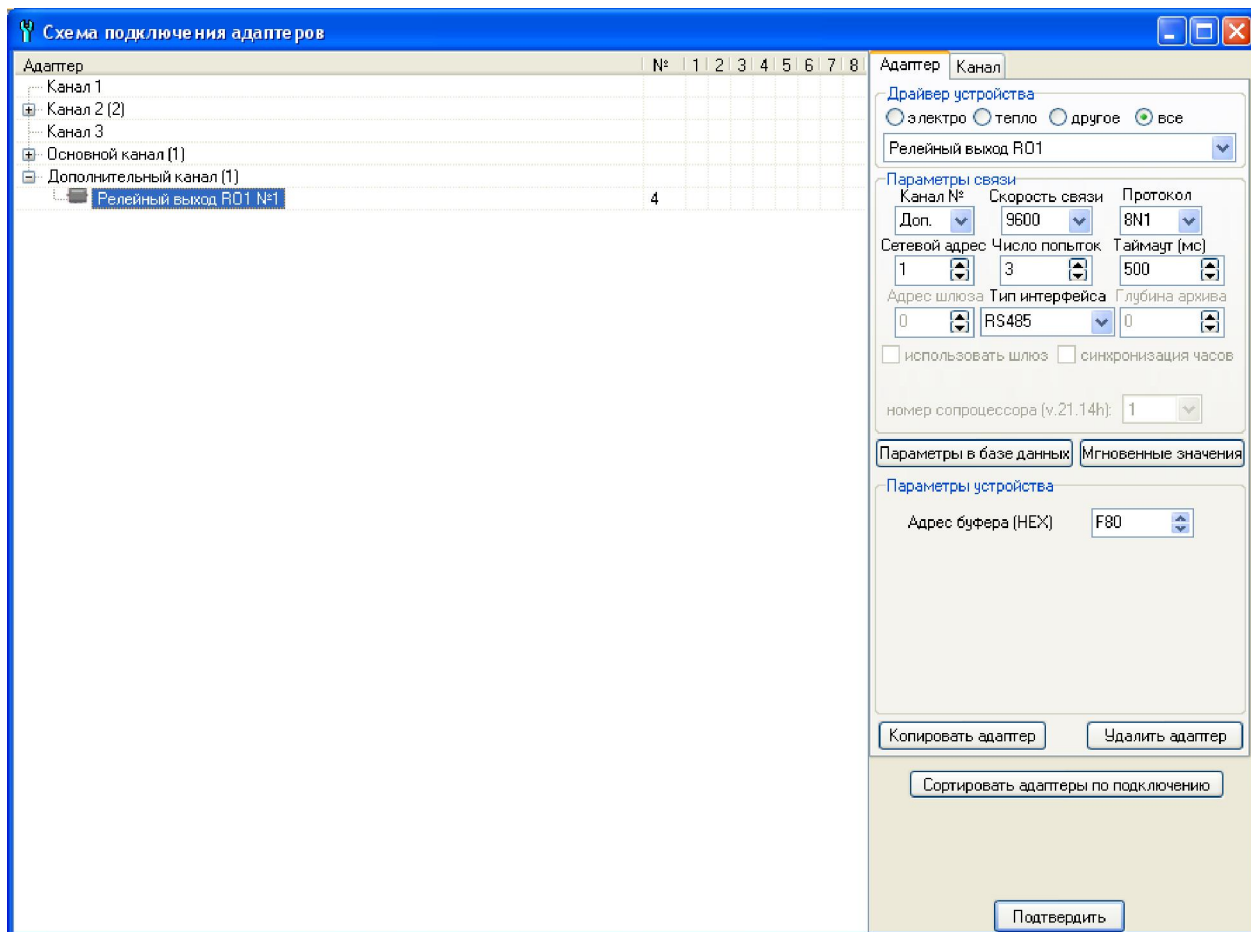 Схема подключения адаптеров
Адаптер № 1 2 3 4 5 6 7 8
Канал 1
Канал 2 (2)
Канал 3
Основной канал (1)
Дополнительный канал (1)
Релейный выход RO1 №1 4
Адаптер Канал
Драйвер устройства
электро тепло другое все
Релейный выход RO1
Параметры связи
Канал № Скорость связи Протокол
Доп. 9600 8N1
Сетевой адрес Число попыток Таймаут (мс)
1 3 500
Адрес шлюза Тип интерфейса Глубина архива
0 RS485 0
использовать шлюз синхронизация часов
номер сопроцессора (v.21.14h): 1
Параметры в базе данных Мгновенные значения
Параметры устройства
Адрес буфера (HEX) F80
Копировать адаптер Удалить адаптер
Сортировать адаптеры по подключению
Подтвердить